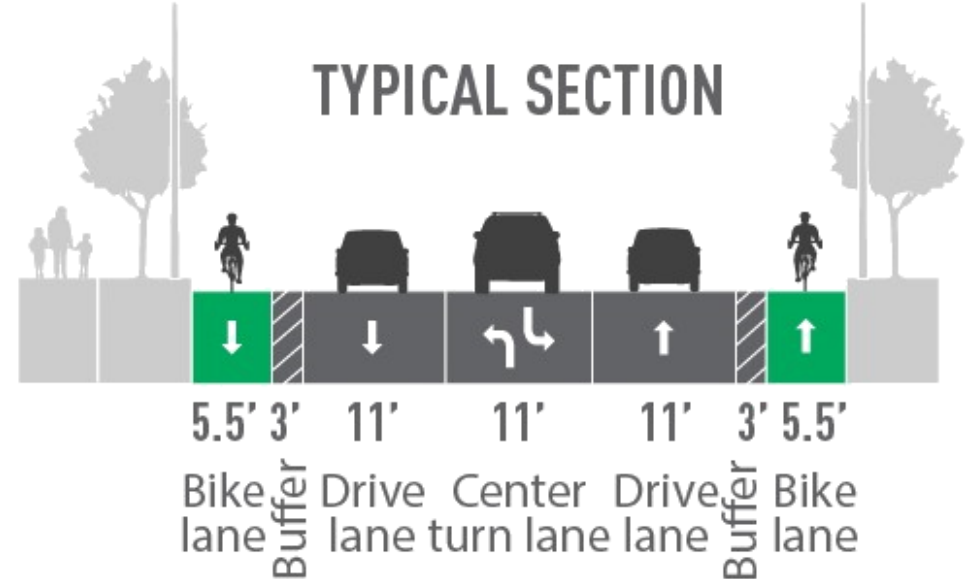 TYPICAL SECTION
5.5’ 3’ 11’ 11’ 11’ 3’ 5.5’
Bike lane
Buffer
Drive lane
Center turn lane
Drive lane
Buffer
Bike lane